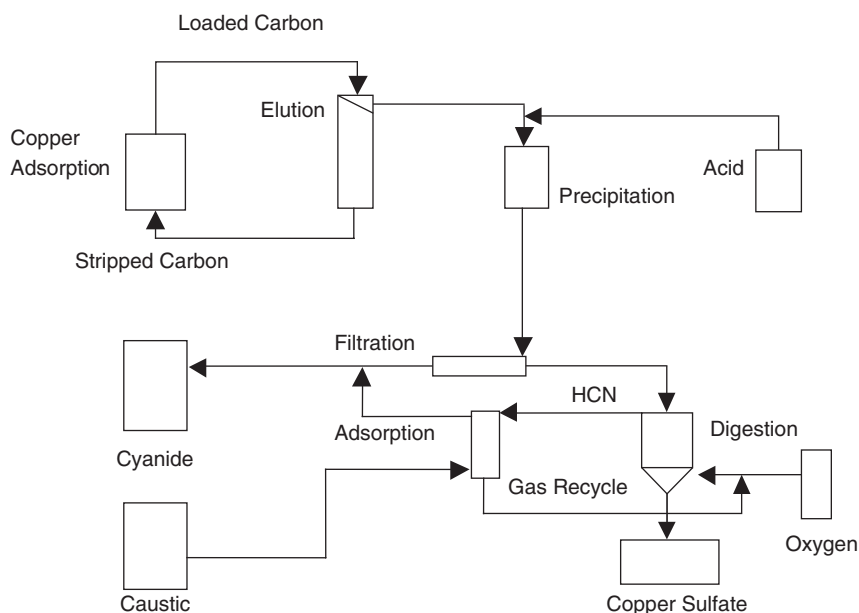 Loaded Carbon
Elution
Copper
Adsorption
Acid
Precipitation
Stripped Carbon
Filtration
HCN
Adsorption
Digestion
Cyanide
Gas Recycle
Oxygen
Caustic
Copper Sulfate